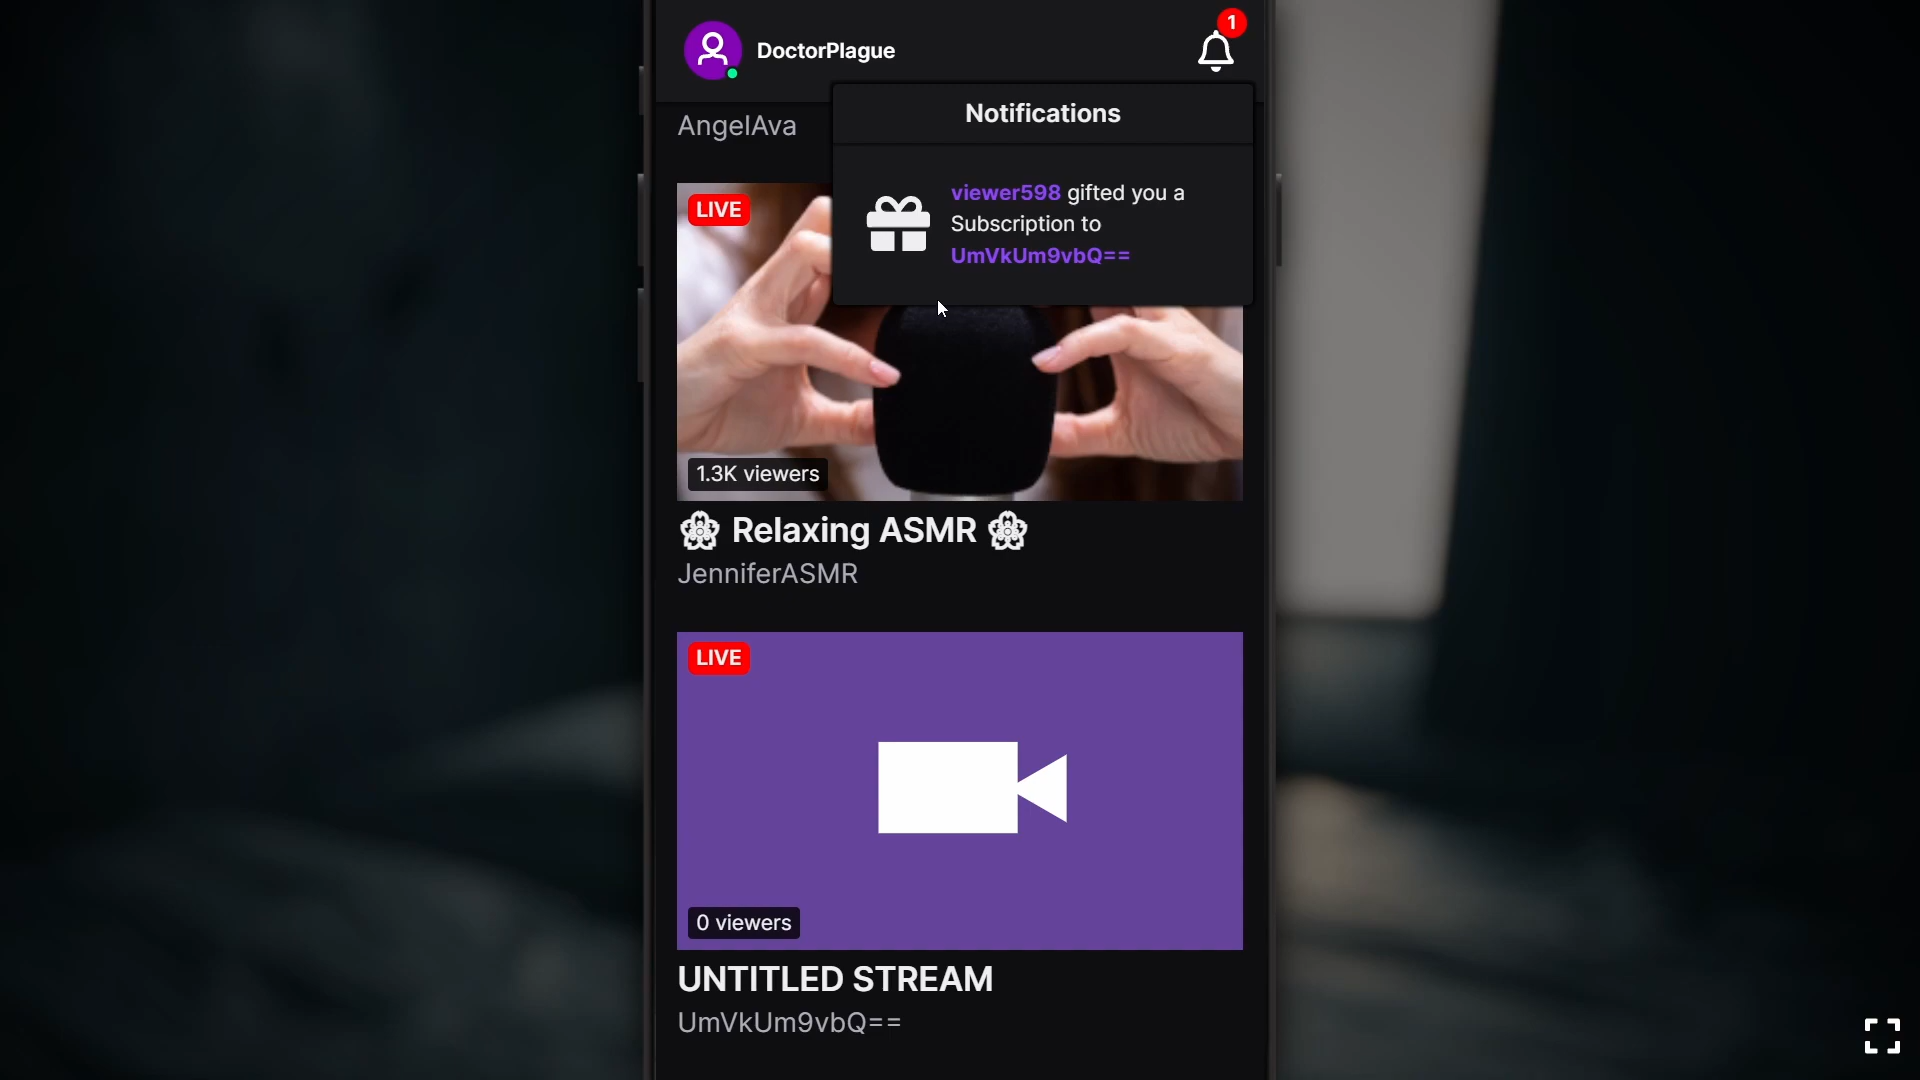 DoctorPlague
1
Notifications
viewer598 gifted you a
Subscription to
UmVkUm9vbQ==
AngelAva
LIVE
1.3K viewers
Relaxing ASMR
JenniferASMR
LIVE
0 viewers
UNTITLED STREAM
UmVkUm9vbQ==